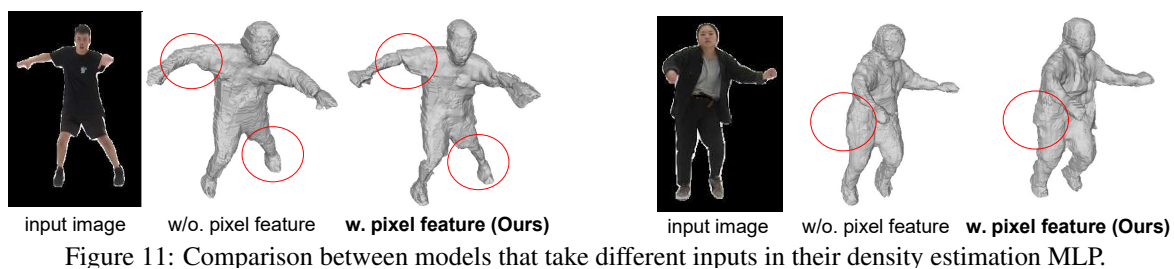 input image w/o. pixel feature w. pixel feature (Ours) input image w/o. pixel feature w. pixel feature (Ours)
Figure 11: Comparison between models that take different inputs in their density estimation MLP.